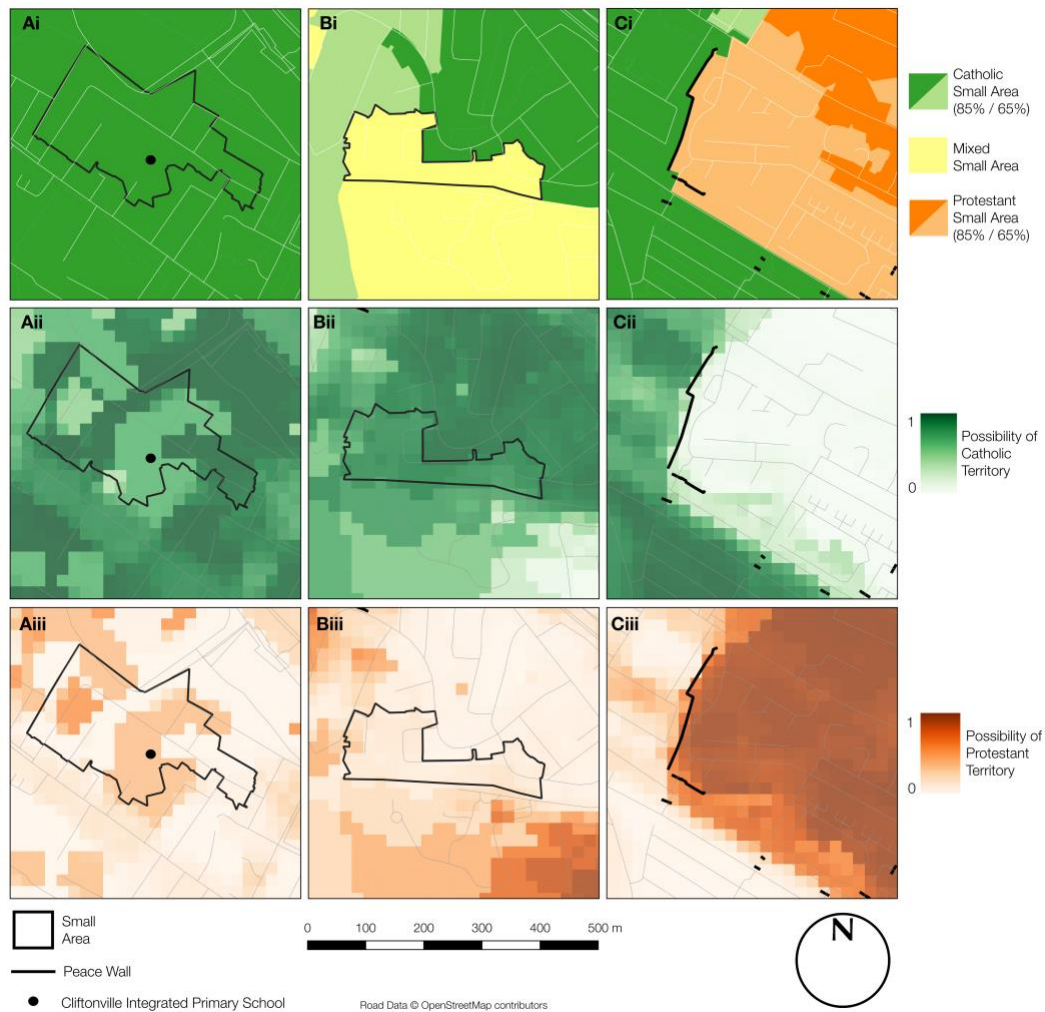 Ai
Bi
Ci
Catholic
Small Area
(85% / 65%)
Mixed
Small Area
Protestant
Small Area
(85% / 65%)
Aii
Bii
Cii
1
Possibility of
Catholic
Territory
0
Aiii
Biii
Ciii
1
Possibility of
Protestant
Territory
0
Small
Area
Peace Wall
Cliftonville Integrated Primary School
0 100 200 300 400 500 m
Road Data © OpenStreetMap contributors
N